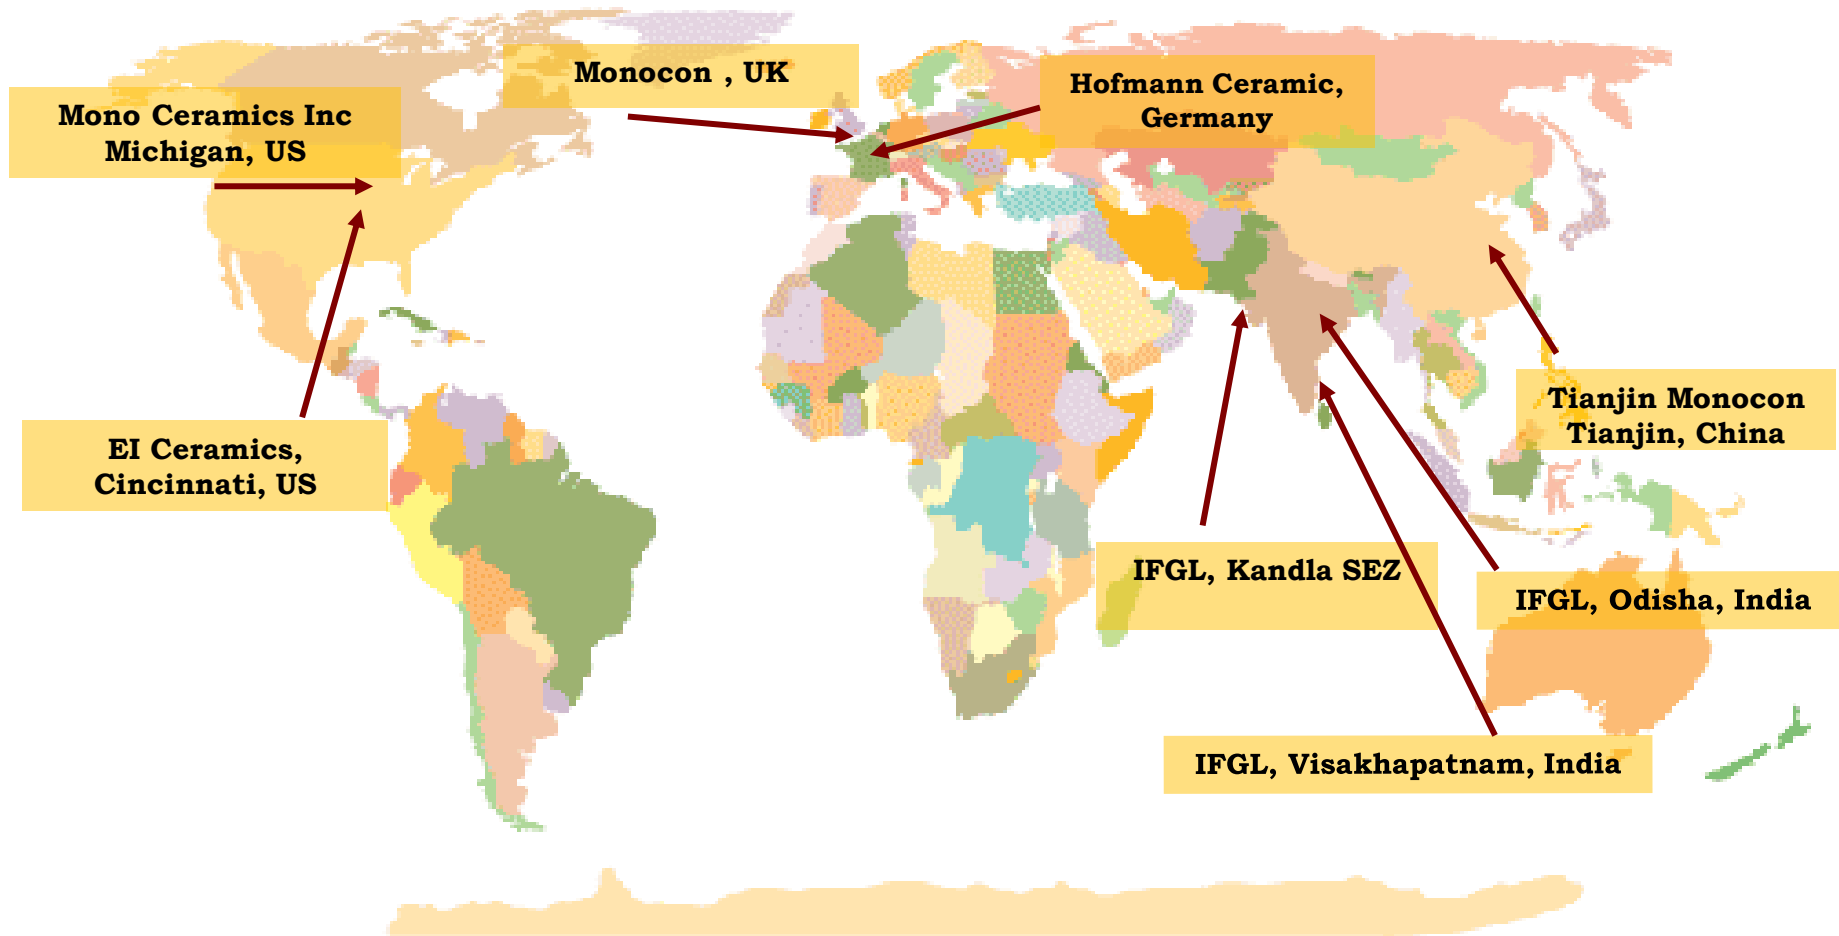 Monocon , UK
Hofmann Ceramic,
Germany
Mono Ceramics Inc
Michigan, US
EI Ceramics,
Cincinnati, US
Tianjin Monocon
Tianjin, China
IFGL, Kandla SEZ
IFGL, Odisha, India
IFGL, Visakhapatnam, India